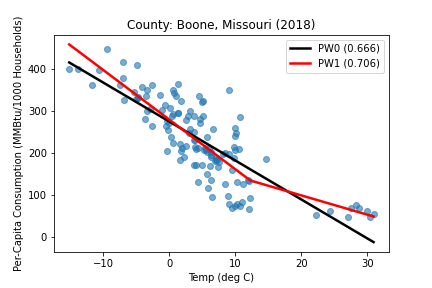 County: Boone, Missouri (2018)
PW0 (0.666)
PW1 (0.706)
Per-Capita Consumption (MMBtu/1000 Households)
400
300
200
100
0
−10
0
10
20
30
Temp (deg C)